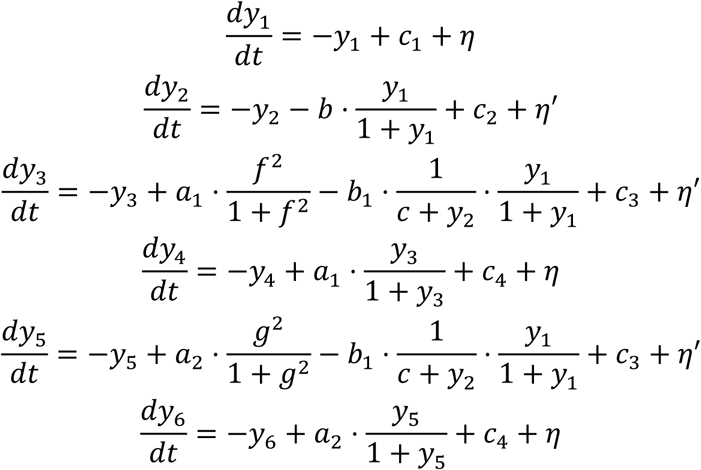 dy₁/dt = −y₁ + c₁ + η
dy₂/dt = −y₂ − b · y₁/(1 + y₁) + c₂ + η′
dy₃/dt = −y₃ + a₁ · f²/(1 + f²) − b₁ · 1/(c + y₂) · y₁/(1 + y₁) + c₃ + η′
dy₄/dt = −y₄ + a₁ · y₃/(1 + y₃) + c₄ + η
dy₅/dt = −y₅ + a₂ · g²/(1 + g²) − b₁ · 1/(c + y₂) · y₁/(1 + y₁) + c₃ + η′
dy₆/dt = −y₆ + a₂ · y₅/(1 + y₅) + c₄ + η